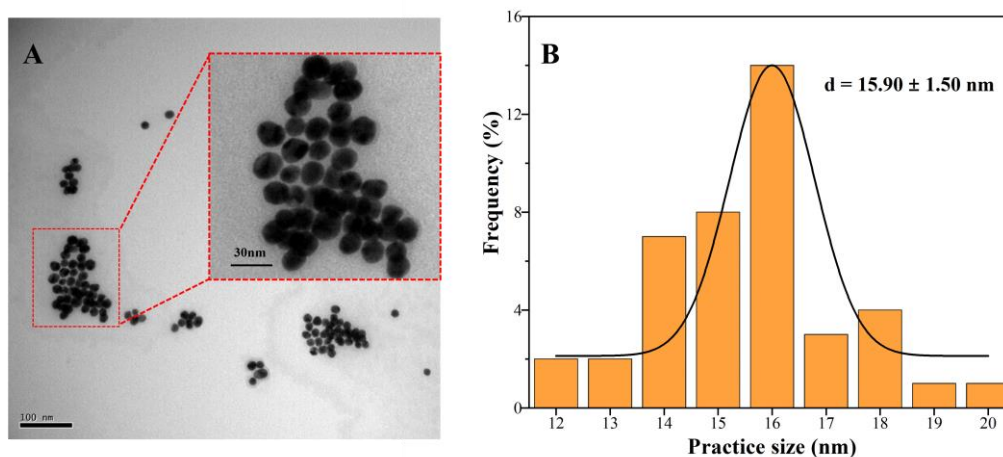 A
30nm
100 nm
B
d = 15.90 ± 1.50 nm
Frequency (%)
16
12
8
4
0
12 13 14 15 16 17 18 19 20
Practice size (nm)